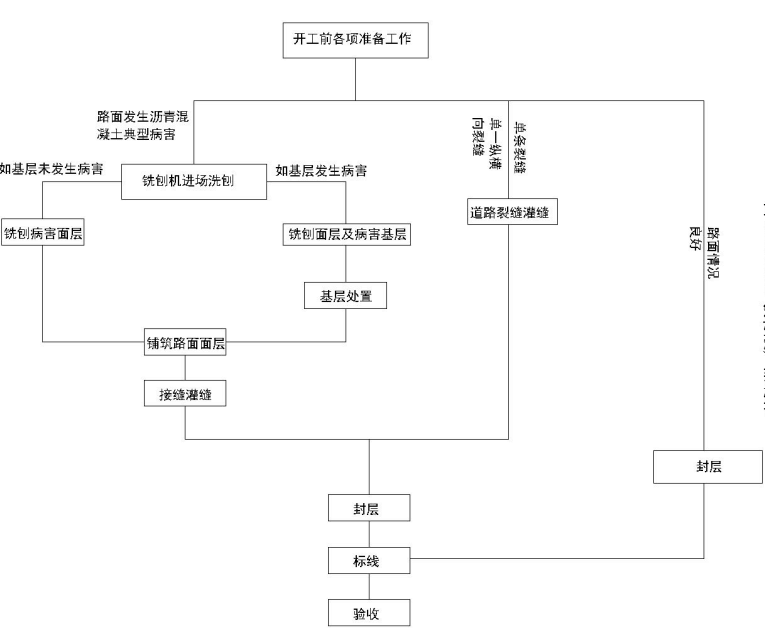 开工前各项准备工作
路面发生沥青混
凝土典型病害
单一纵横
向裂缝
单条裂缝
如基层未发生病害
铣刨机进场洗刨
如基层发生病害
道路裂缝灌缝
铣刨病害面层
铣刨面层及病害基层
路面情况
良好
基层处置
铺筑路面面层
接缝灌缝
封层
封层
标线
验收